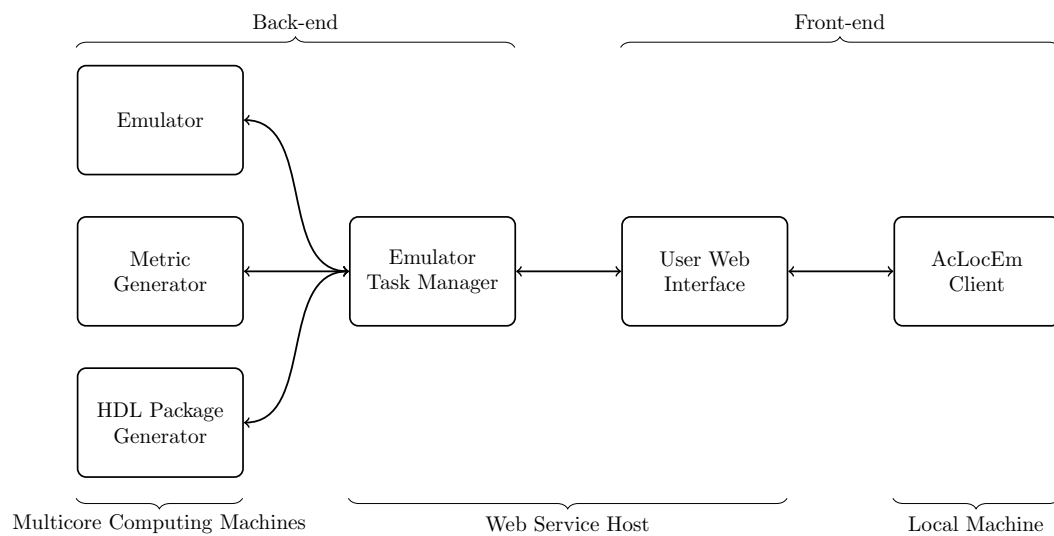 Back-end
Front-end
Emulator
Metric
Generator
HDL Package
Generator
Emulator
Task Manager
User Web
Interface
AcLocEm
Client
Multicore Computing Machines
Web Service Host
Local Machine